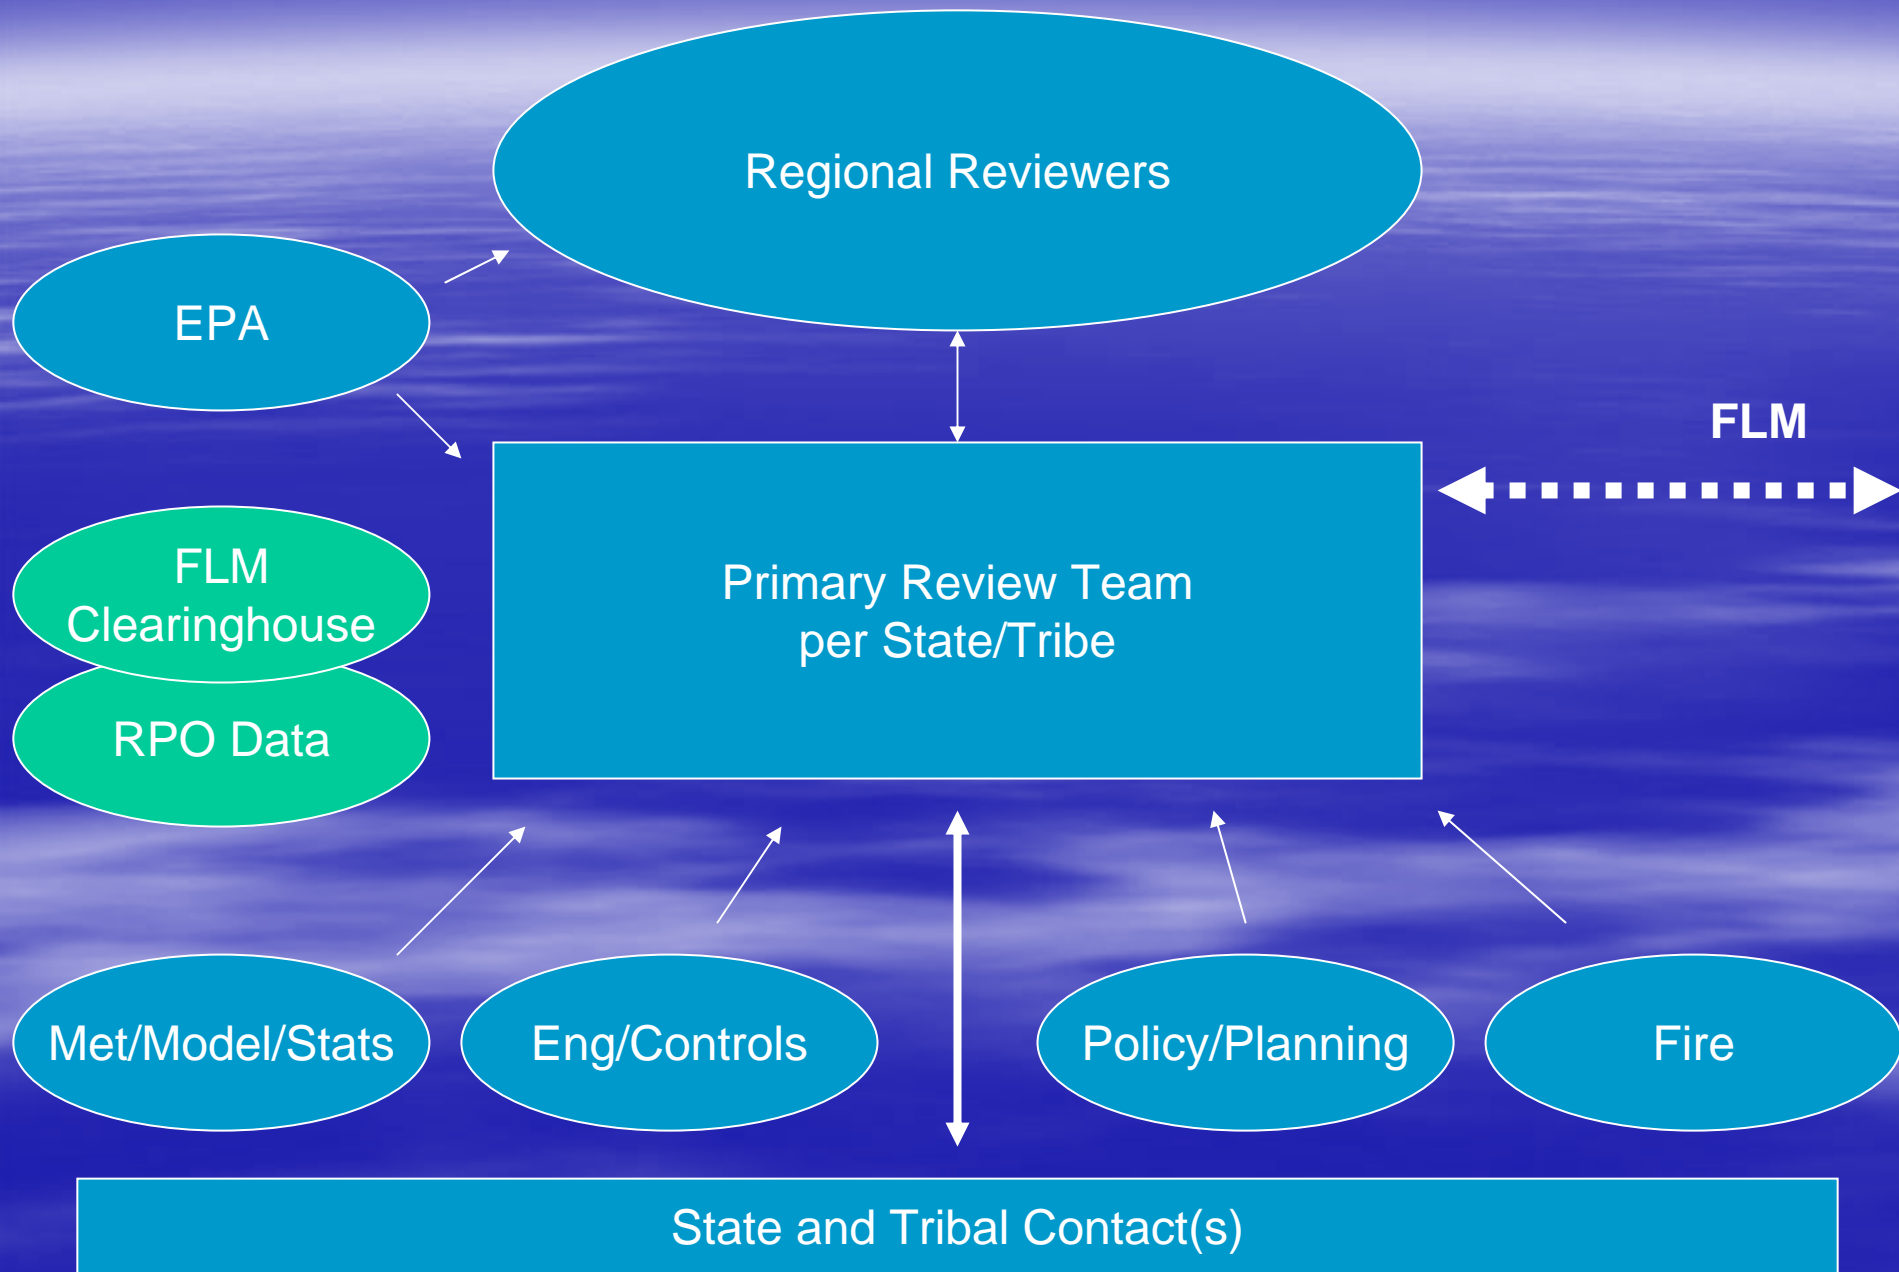 Regional Reviewers
EPA
FLM
FLM
Clearinghouse
RPO Data
Primary Review Team
per State/Tribe
Met/Model/Stats
Eng/Controls
Policy/Planning
Fire
State and Tribal Contact(s)